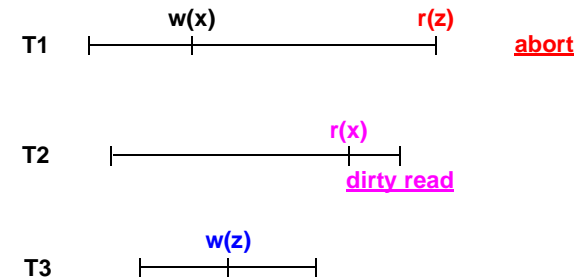 w(x) r(z)
T1 abort
r(x)
T2
dirty read
w(z)
T3